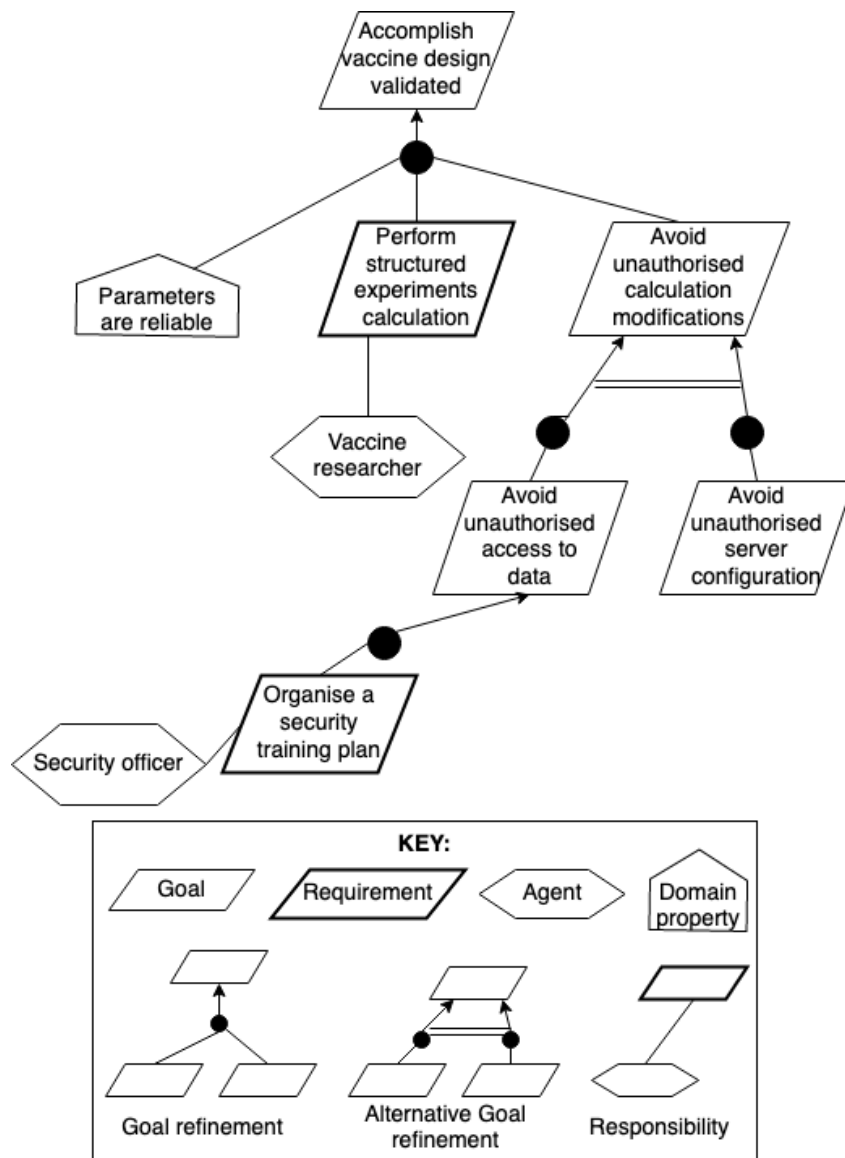 Accomplish
vaccine design
validated
Parameters
are reliable
Perform
structured
experiments
calculation
Avoid
unauthorised
calculation
modifications
Vaccine
researcher
Avoid
unauthorised
access to
data
Avoid
unauthorised
server
configuration
Organise a
security
training plan
Security officer
KEY:
Goal
Requirement
Agent
Domain
property
Goal refinement
Alternative Goal
refinement
Responsibility